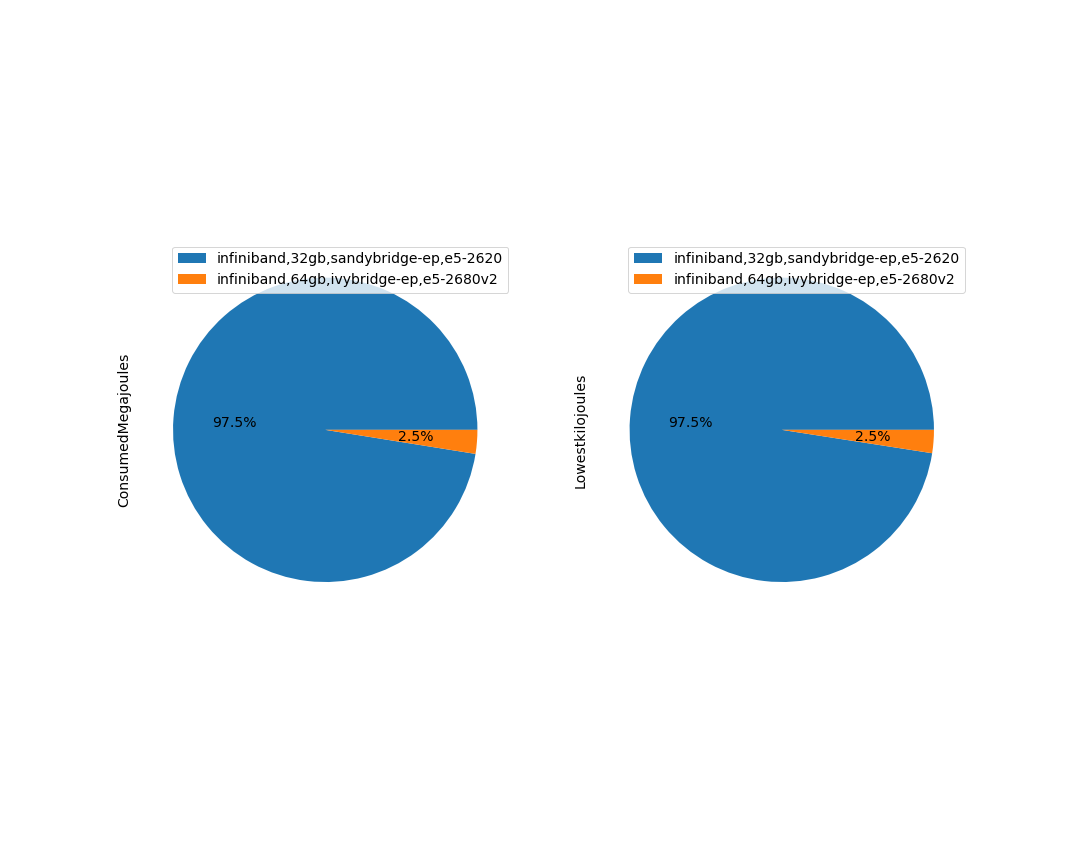 infiniband,32gb,sandybridge-ep,e5-2620
infiniband,64gb,ivybridge-ep,e5-2680v2
ConsumedMegajoules
97.5%
2.5%
infiniband,32gb,sandybridge-ep,e5-2620
infiniband,64gb,ivybridge-ep,e5-2680v2
Lowestkilojoules
97.5%
2.5%